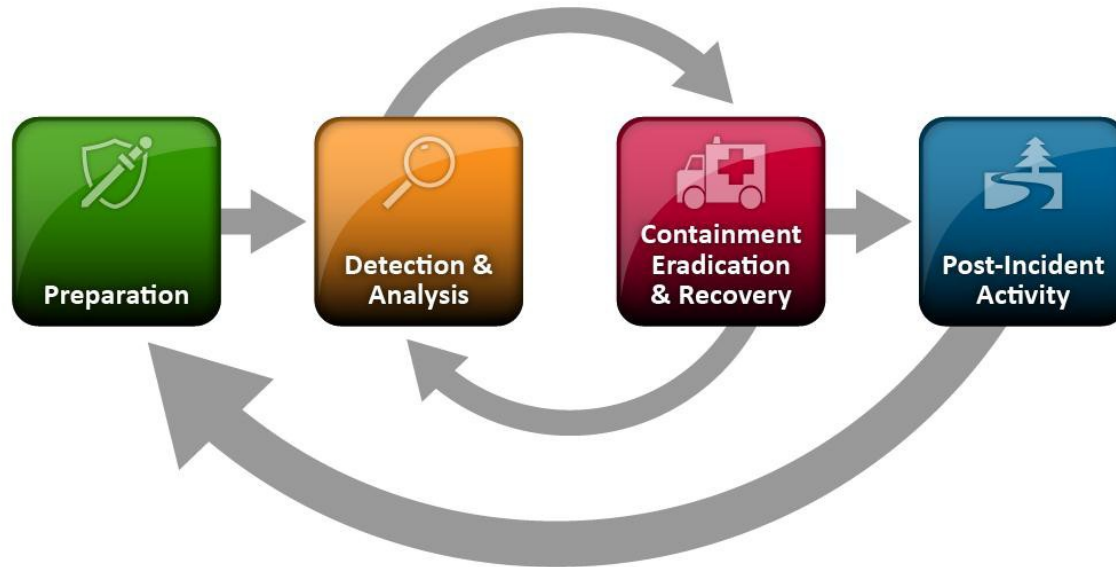 Preparation
Detection &
Analysis
Containment
Eradication
& Recovery
Post-Incident
Activity